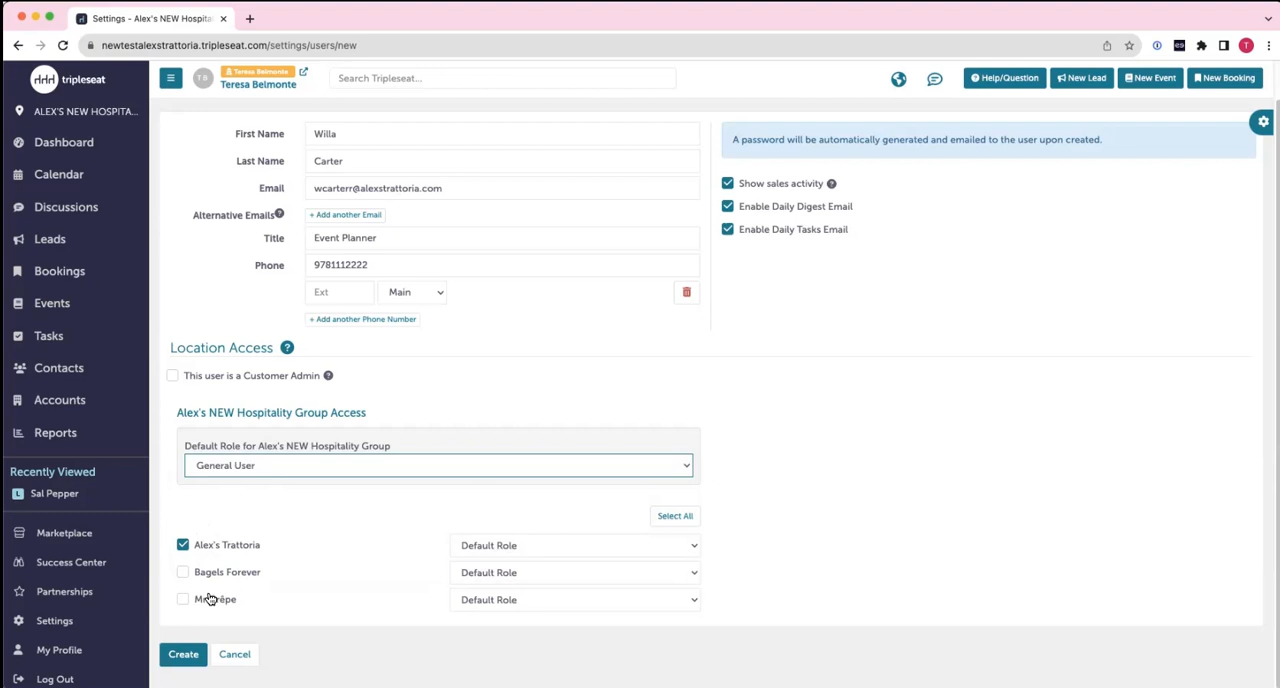 Settings - Alex's NEW Hospita
newtestalexstrattoria.tripleseat.com/settings/users/new
T
tripleseat
TB
Teresa Belmonte
Teresa Belmonte
Search Tripleseat...
Help/Question
New Lead
New Event
New Booking
ALEX'S NEW HOSPITA...
Dashboard
Calendar
Discussions
Leads
Bookings
Events
Tasks
Contacts
Accounts
Reports
Recently Viewed
L Sal Pepper
Marketplace
Success Center
Partnerships
Settings
My Profile
Log Out
First Name
Willa
Last Name
Carter
Email
wcarterr@alexstrattoria.com
Alternative Emails ?
+ Add another Email
Title
Event Planner
Phone
9781112222
Ext
Main
+ Add another Phone Number
A password will be automatically generated and emailed to the user upon created.
Show sales activity ?
Enable Daily Digest Email
Enable Daily Tasks Email
Location Access ?
This user is a Customer Admin ?
Alex's NEW Hospitality Group Access
Default Role for Alex's NEW Hospitality Group
General User
Select All
Alex's Trattoria
Default Role
Bagels Forever
Default Role
Default Role
Create
Cancel